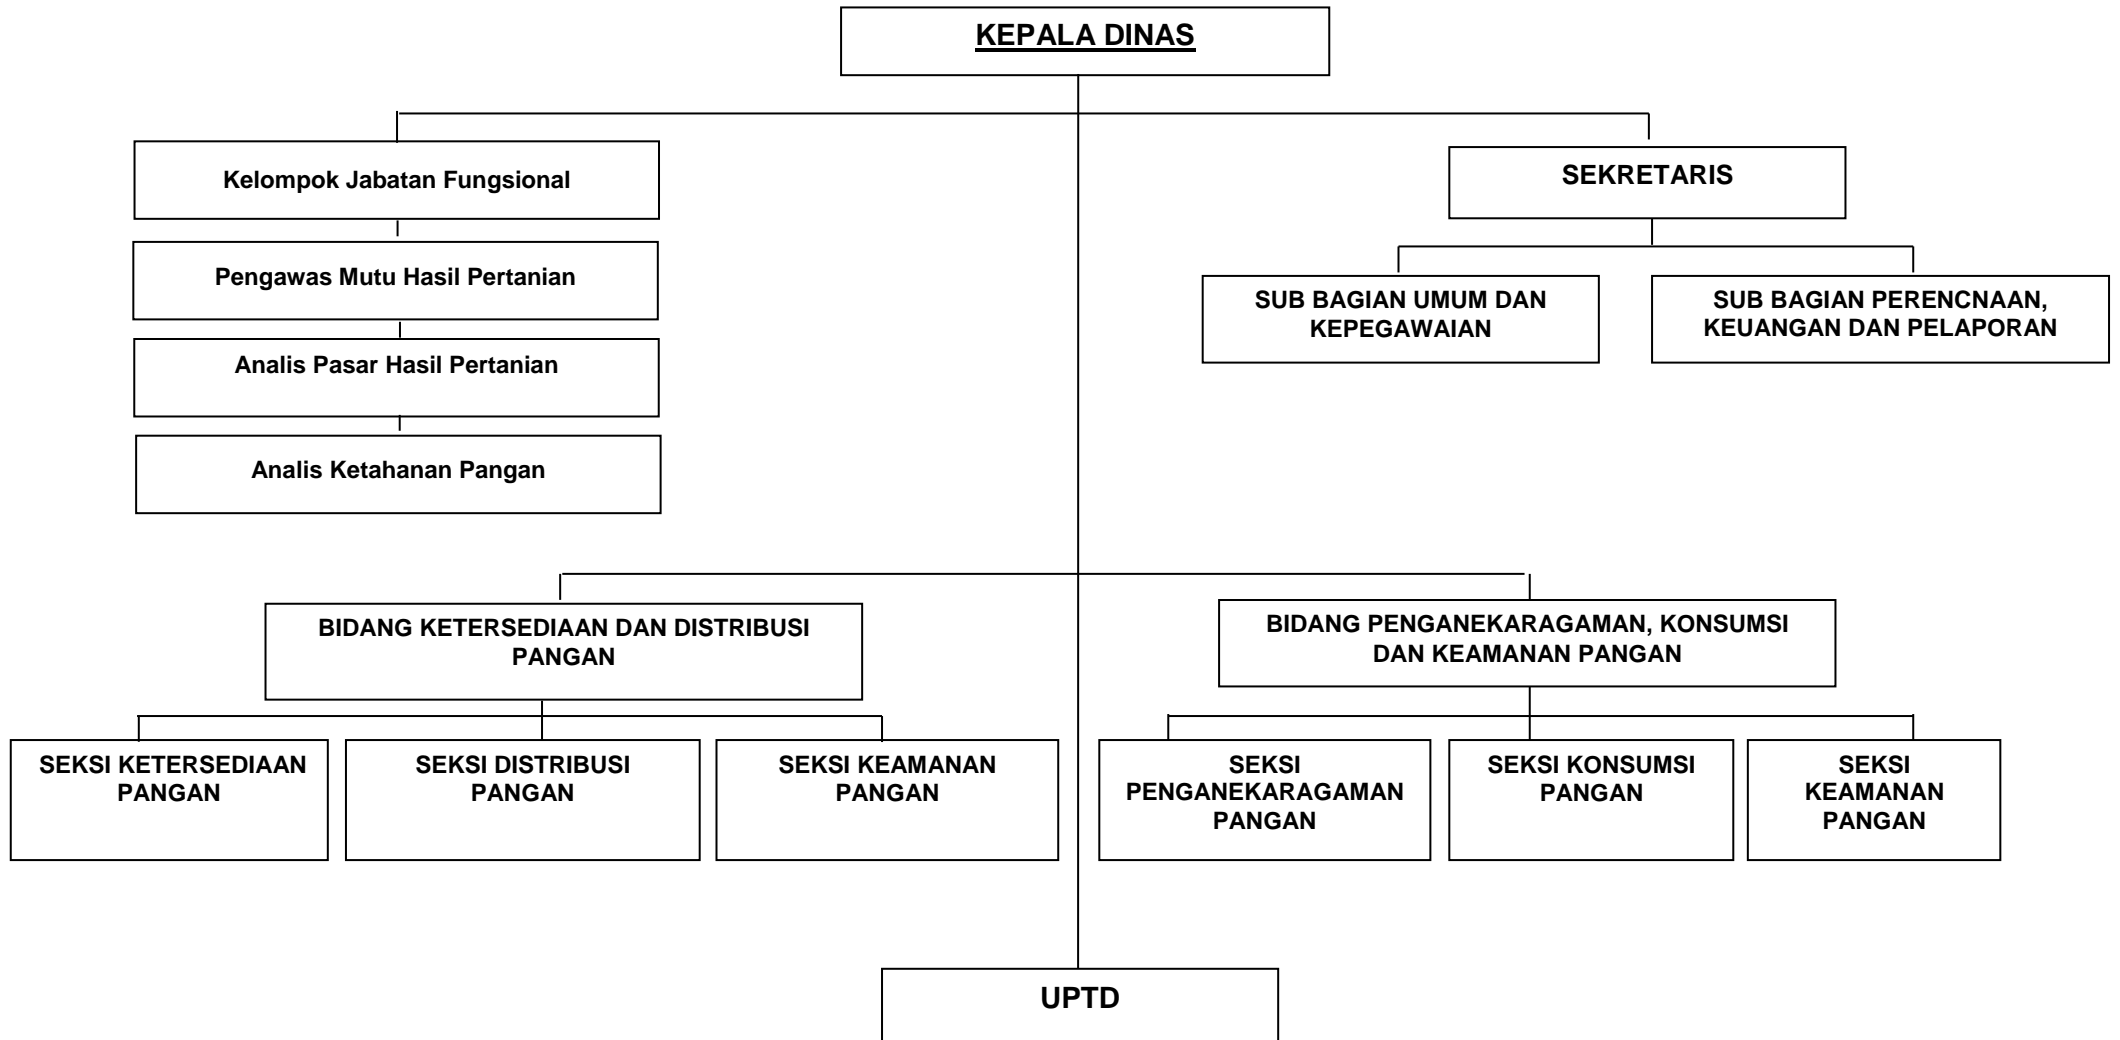 KEPALA DINAS
Kelompok Jabatan Fungsional
SEKRETARIS
Pengawas Mutu Hasil Pertanian
SUB BAGIAN UMUM DAN
KEPEGAWAIAN
SUB BAGIAN PERENCNAAN,
KEUANGAN DAN PELAPORAN
Analis Pasar Hasil Pertanian
Analis Ketahanan Pangan
BIDANG KETERSEDIAAN DAN DISTRIBUSI
PANGAN
BIDANG PENGANEKARAGAMAN, KONSUMSI
DAN KEAMANAN PANGAN
SEKSI KETERSEDIAAN
PANGAN
SEKSI DISTRIBUSI
PANGAN
SEKSI KEAMANAN
PANGAN
SEKSI
PENGANEKARAGAMAN
PANGAN
SEKSI KONSUMSI
PANGAN
SEKSI
KEAMANAN
PANGAN
UPTD